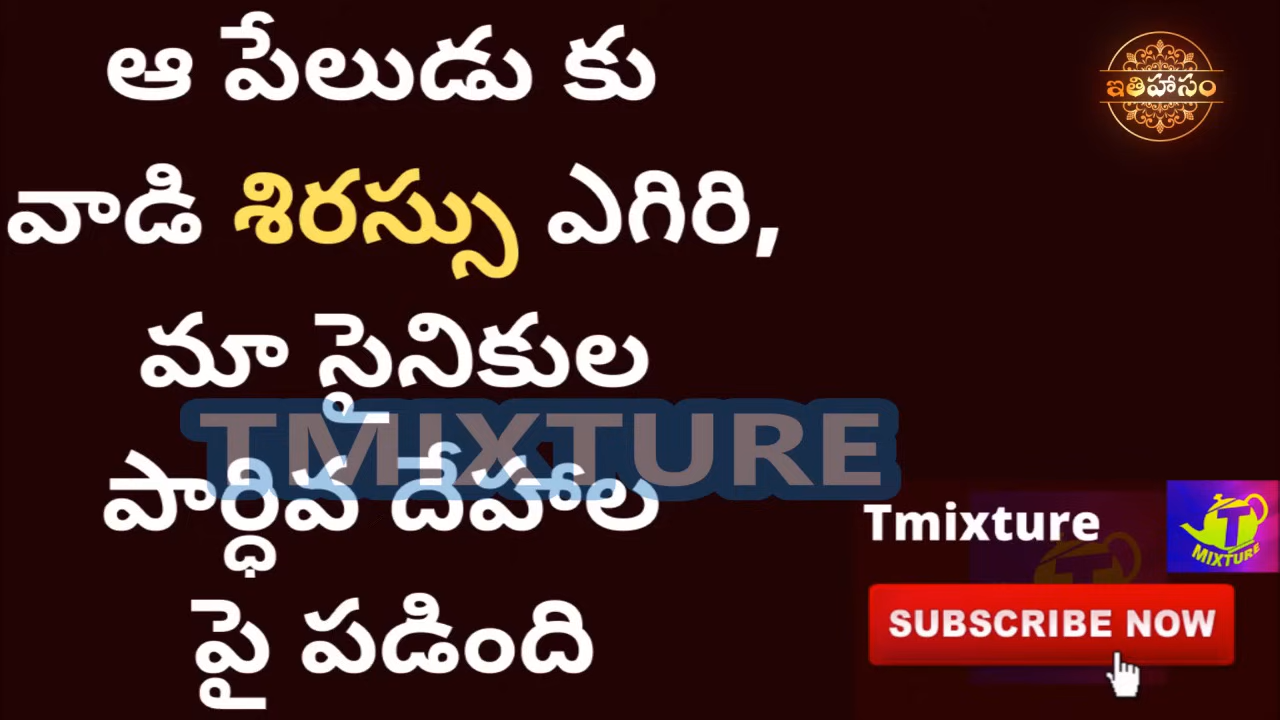 ఆ పేలుడు కు
వాడి శిరస్సు ఎగిరి,
మా సైనికుల
పార్ధివ దేహాల
పై పడింది
ఇతిహాసం
TMIXTURE
Tmixture
T
MIXTURE
SUBSCRIBE NOW